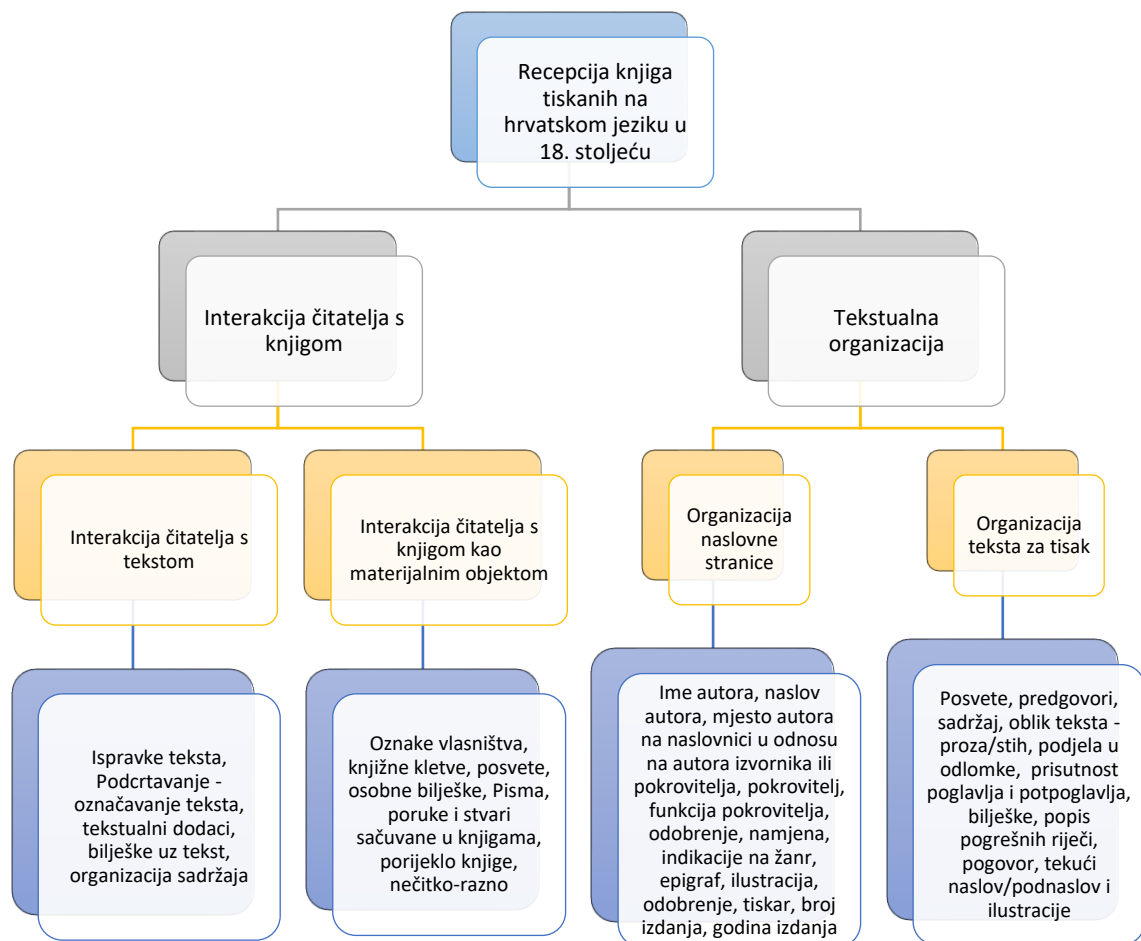 Recepcija knjiga
tiskanih na
hrvatskom jeziku u
18. stoljeću
Interakcija čitatelja s
knjigom
Tekstualna
organizacija
Interakcija čitatelja s
tekstom
Interakcija čitatelja s
knjigom kao
materijalnim objektom
Organizacija
naslovne
stranice
Organizacija
teksta za tisak
Ispravke teksta,
Podcrtavanje -
označavanje teksta,
tekstualni dodaci,
bilješke uz tekst,
organizacija sadržaja
Oznake vlasništva,
knjižne kletve, posvete,
osobne bilješke, Pisma,
poruke i stvari
sačuvane u knjigama,
porijeklo knjige,
nečitko-razno
Ime autora, naslov
autora, mjesto autora
na naslovnici u odnosu
na autora izvornika ili
pokrovitelja, pokrovitelj,
funkcija pokrovitelja,
odobrenje, namjena,
indikacije na žanr,
epigraf, ilustracija,
odobrenje, tiskar, broj
izdanja, godina izdanja
Posvete, predgovori,
sadržaj, oblik teksta -
proza/stih, podjela u
odlomke, prisutnost
poglavlja i potpoglavlja,
bilješke, popis
pogrešnih riječi,
pogovor, tekući
naslov/podnaslov i
ilustracije